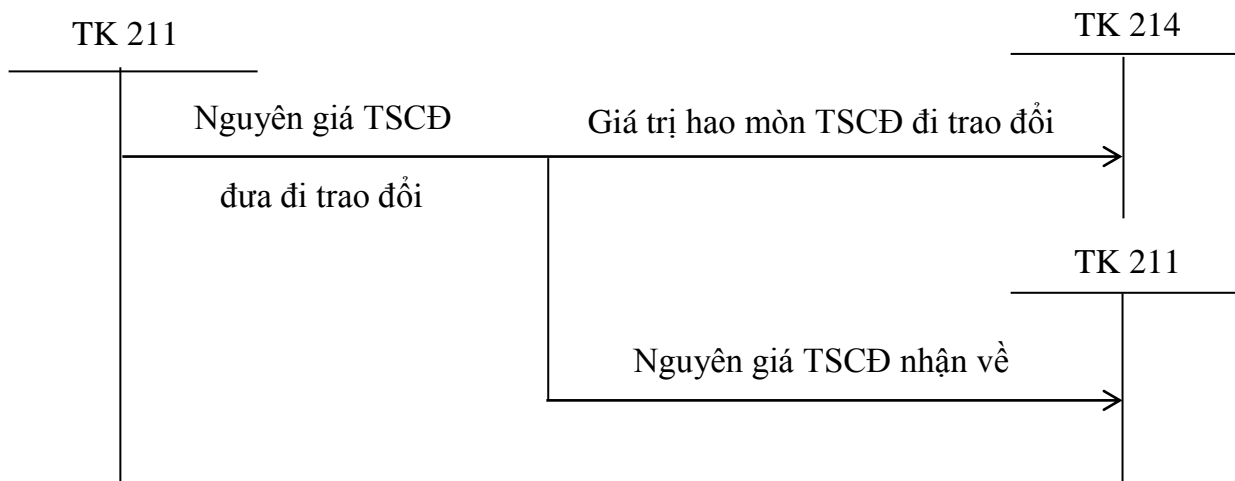 TK 211
TK 214
Nguyên giá TSCĐ
Giá trị hao mòn TSCĐ đi trao đổi
đưa đi trao đổi
TK 211
Nguyên giá TSCĐ nhận về